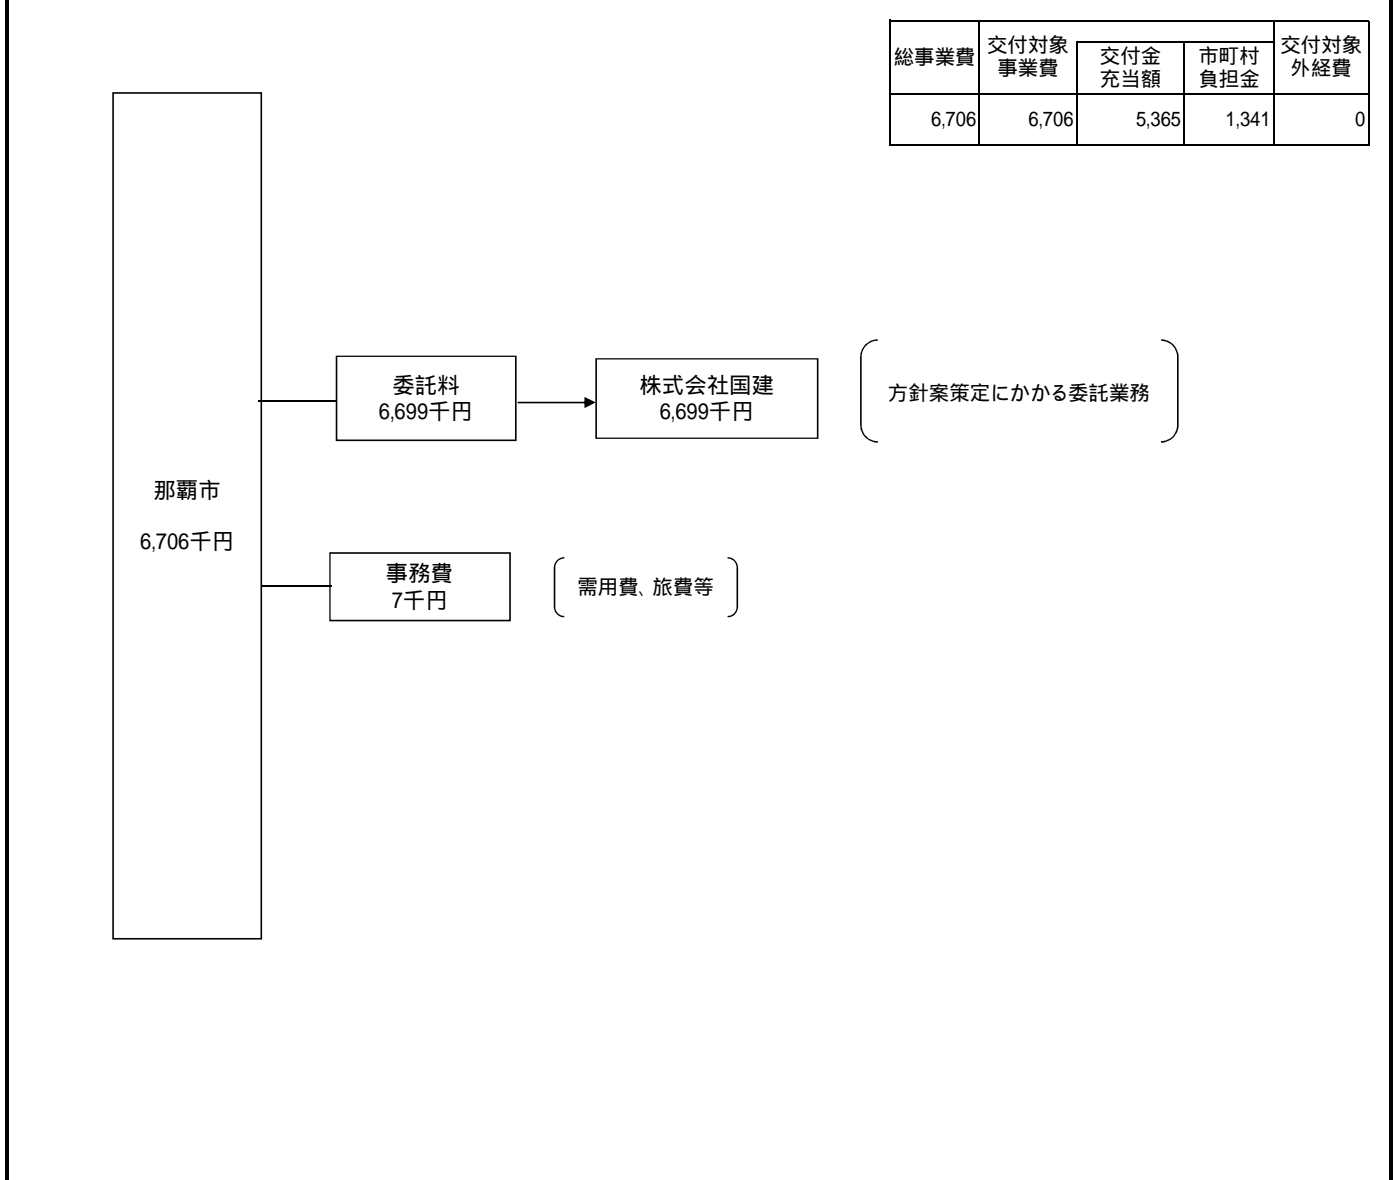 総事業費
交付対象
事業費
交付金
充当額
市町村
負担金
交付対象
外経費
6,706
6,706
5,365
1,341
0
委託料
6,699千円
株式会社国建
6,699千円
方針案策定にかかる委託業務
那覇市
6,706千円
事務費
7千円
需用費、旅費等